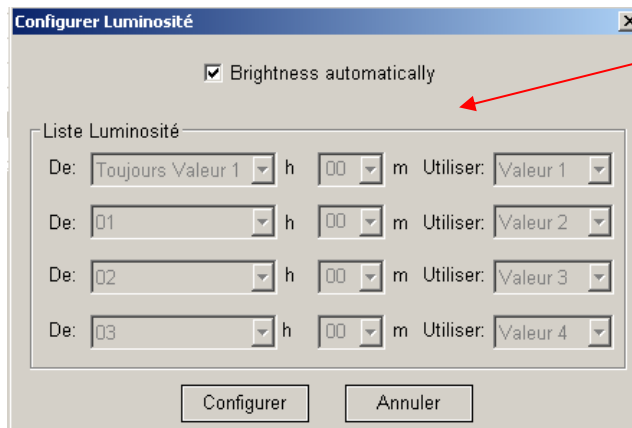 Configurer Luminosité
Brightness automatically
Liste Luminosité
De: Toujours Valeur 1 h 00 m Utiliser: Valeur 1
De: 01 h 00 m Utiliser: Valeur 2
De: 02 h 00 m Utiliser: Valeur 3
De: 03 h 00 m Utiliser: Valeur 4
Configurer Annuler